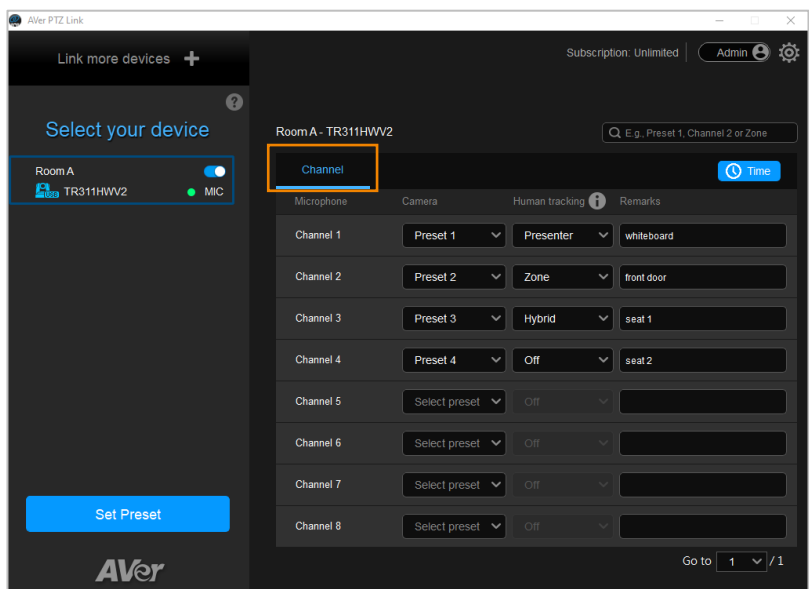 AVer PTZ Link
Link more devices +
Subscription: Unlimited
Admin
?
Select your device
Room A
USB TR311HWV2 MIC
Room A - TR311HWV2
E.g., Preset 1, Channel 2 or Zone
Channel
Time
Microphone Camera Human tracking i Remarks
Channel 1 Preset 1 Presenter whiteboard
Channel 2 Preset 2 Zone front door
Channel 3 Preset 3 Hybrid seat 1
Channel 4 Preset 4 Off seat 2
Channel 5 Select preset Off
Channel 6 Select preset Off
Channel 7 Select preset Off
Channel 8 Select preset Off
Go to 1 / 1
Set Preset
AVer